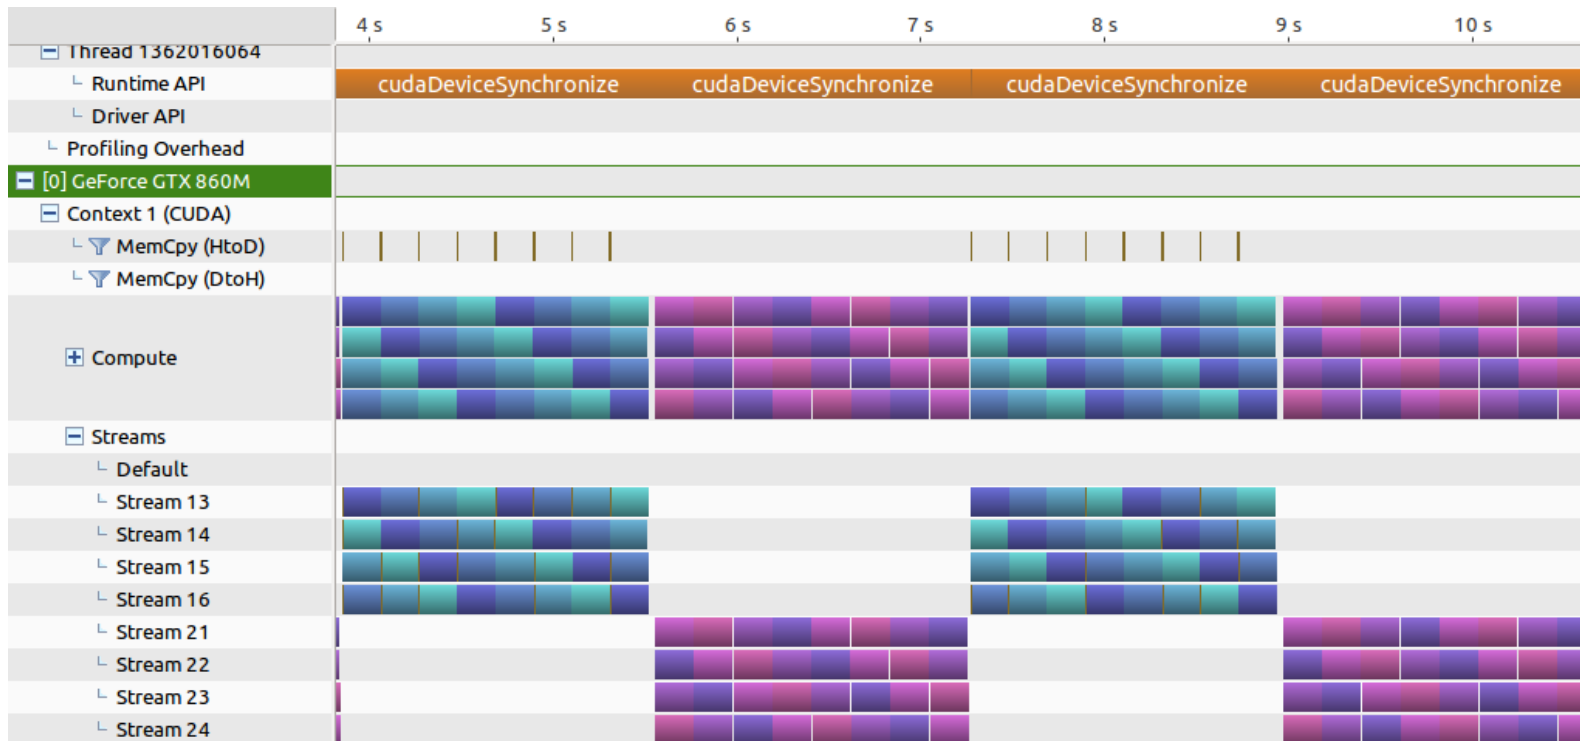 4 s 5 s 6 s 7 s 8 s 9 s 10 s
Thread 1362016064
Runtime API cudaDeviceSynchronize cudaDeviceSynchronize cudaDeviceSynchronize cudaDeviceSynchronize
Driver API
Profiling Overhead
[0] GeForce GTX 860M
Context 1 (CUDA)
MemCpy (HtoD)
MemCpy (DtoH)
Compute
Streams
Default
Stream 13
Stream 14
Stream 15
Stream 16
Stream 21
Stream 22
Stream 23
Stream 24